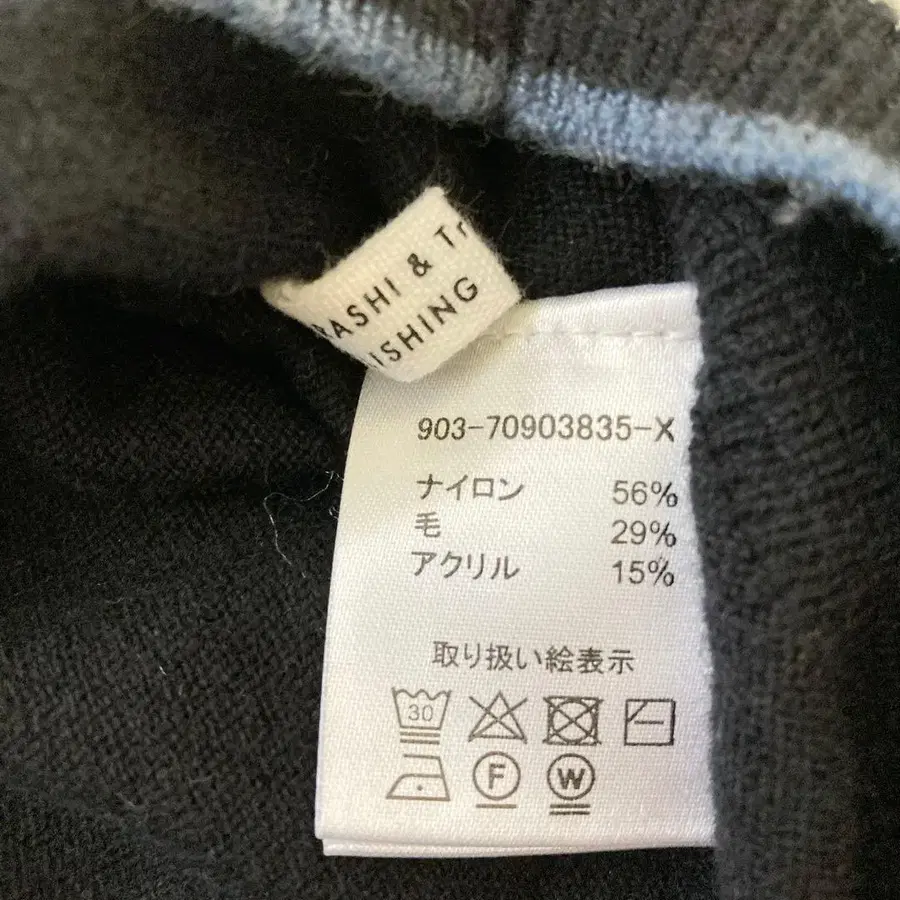 RASHI & Tr
ISHING
903-70903835-X
ナイロン 56%
毛 29%
アクリル 15%
取り扱い絵表示
30
F W